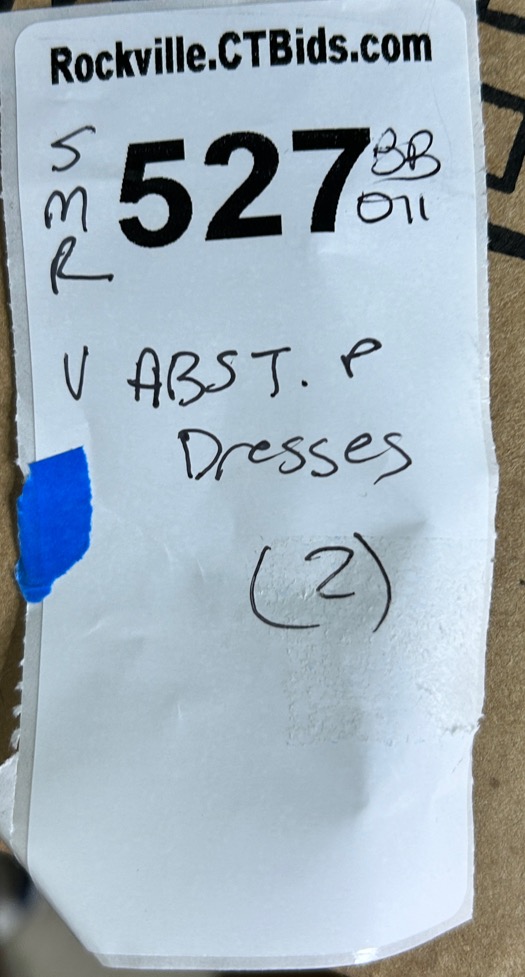 Rockville.CTBids.com
S
M
R
527
BB
011
V ABST. P
Dresses
(2)